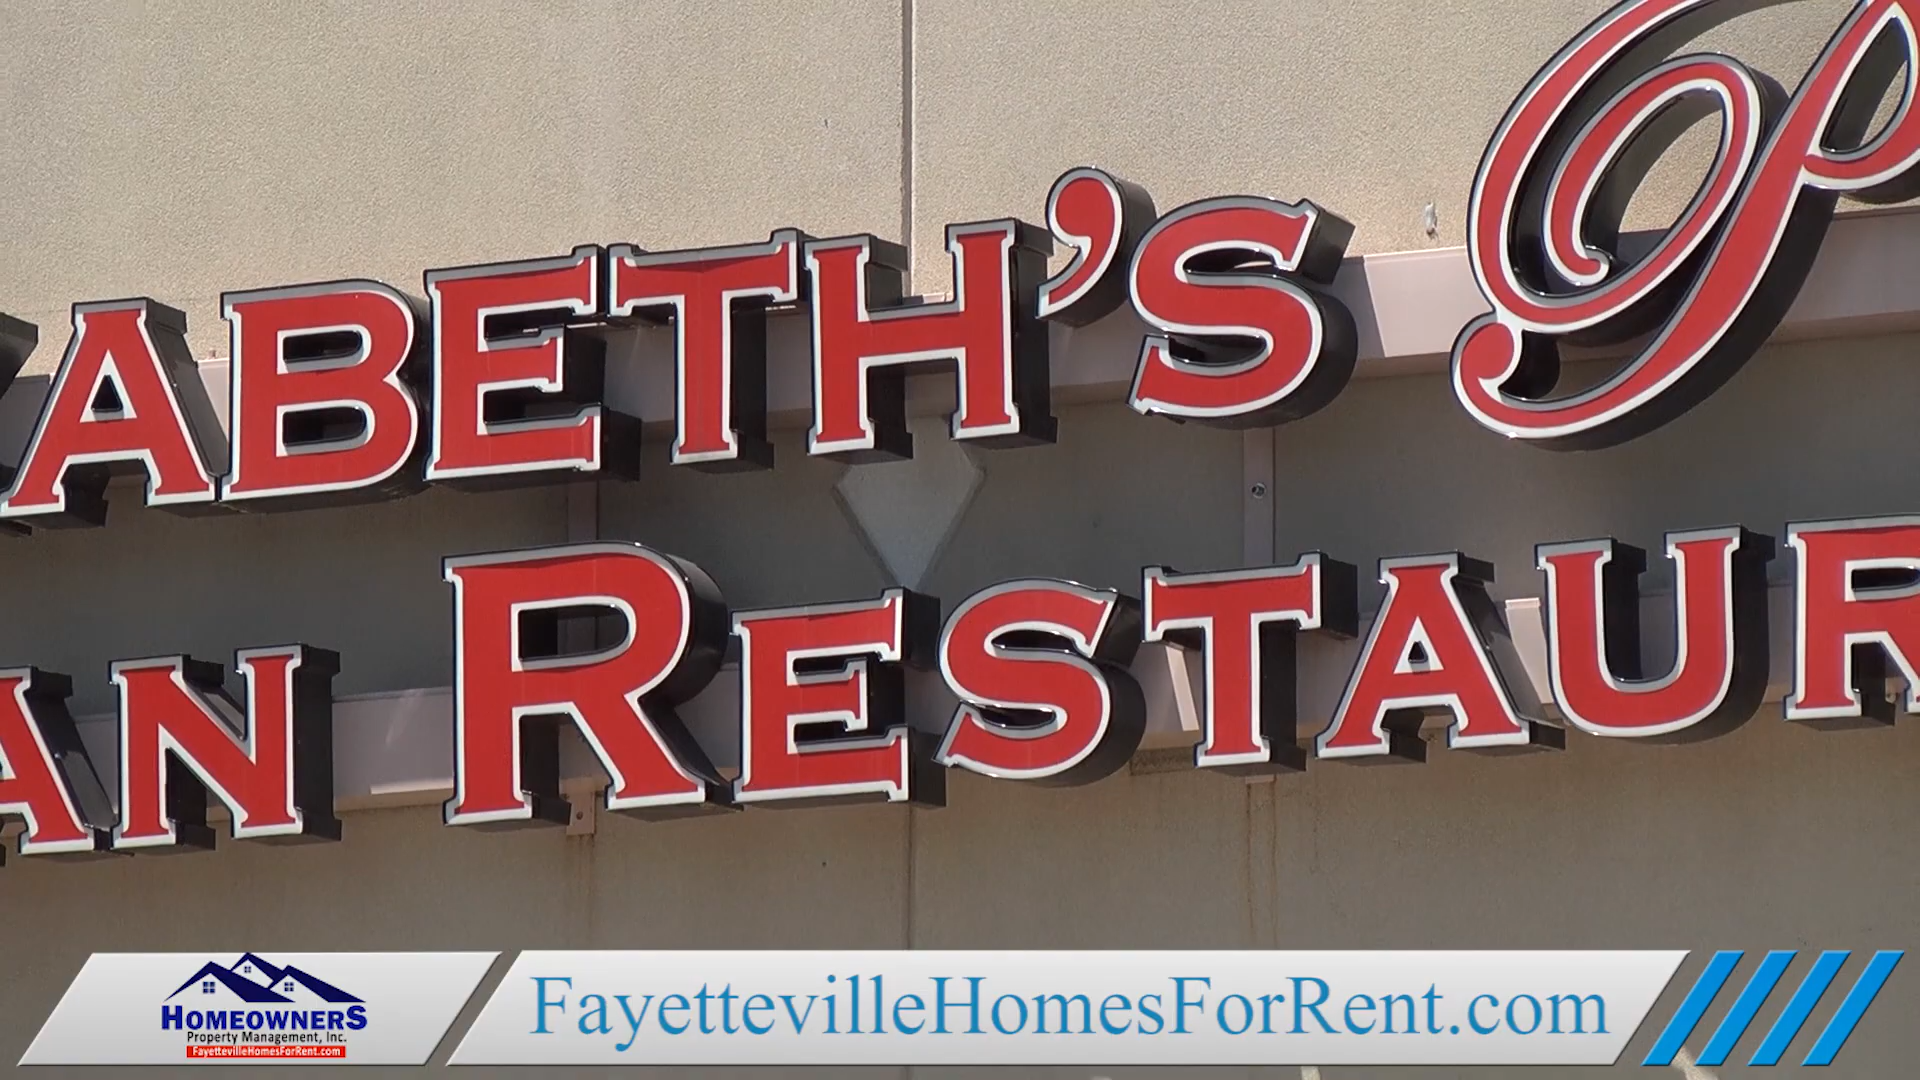 ABETH'S P
AN RESTAUR
HOMEOWNERS
Property Management, Inc.
FayettevilleHomesForRent.com
FayettevilleHomesForRent.com